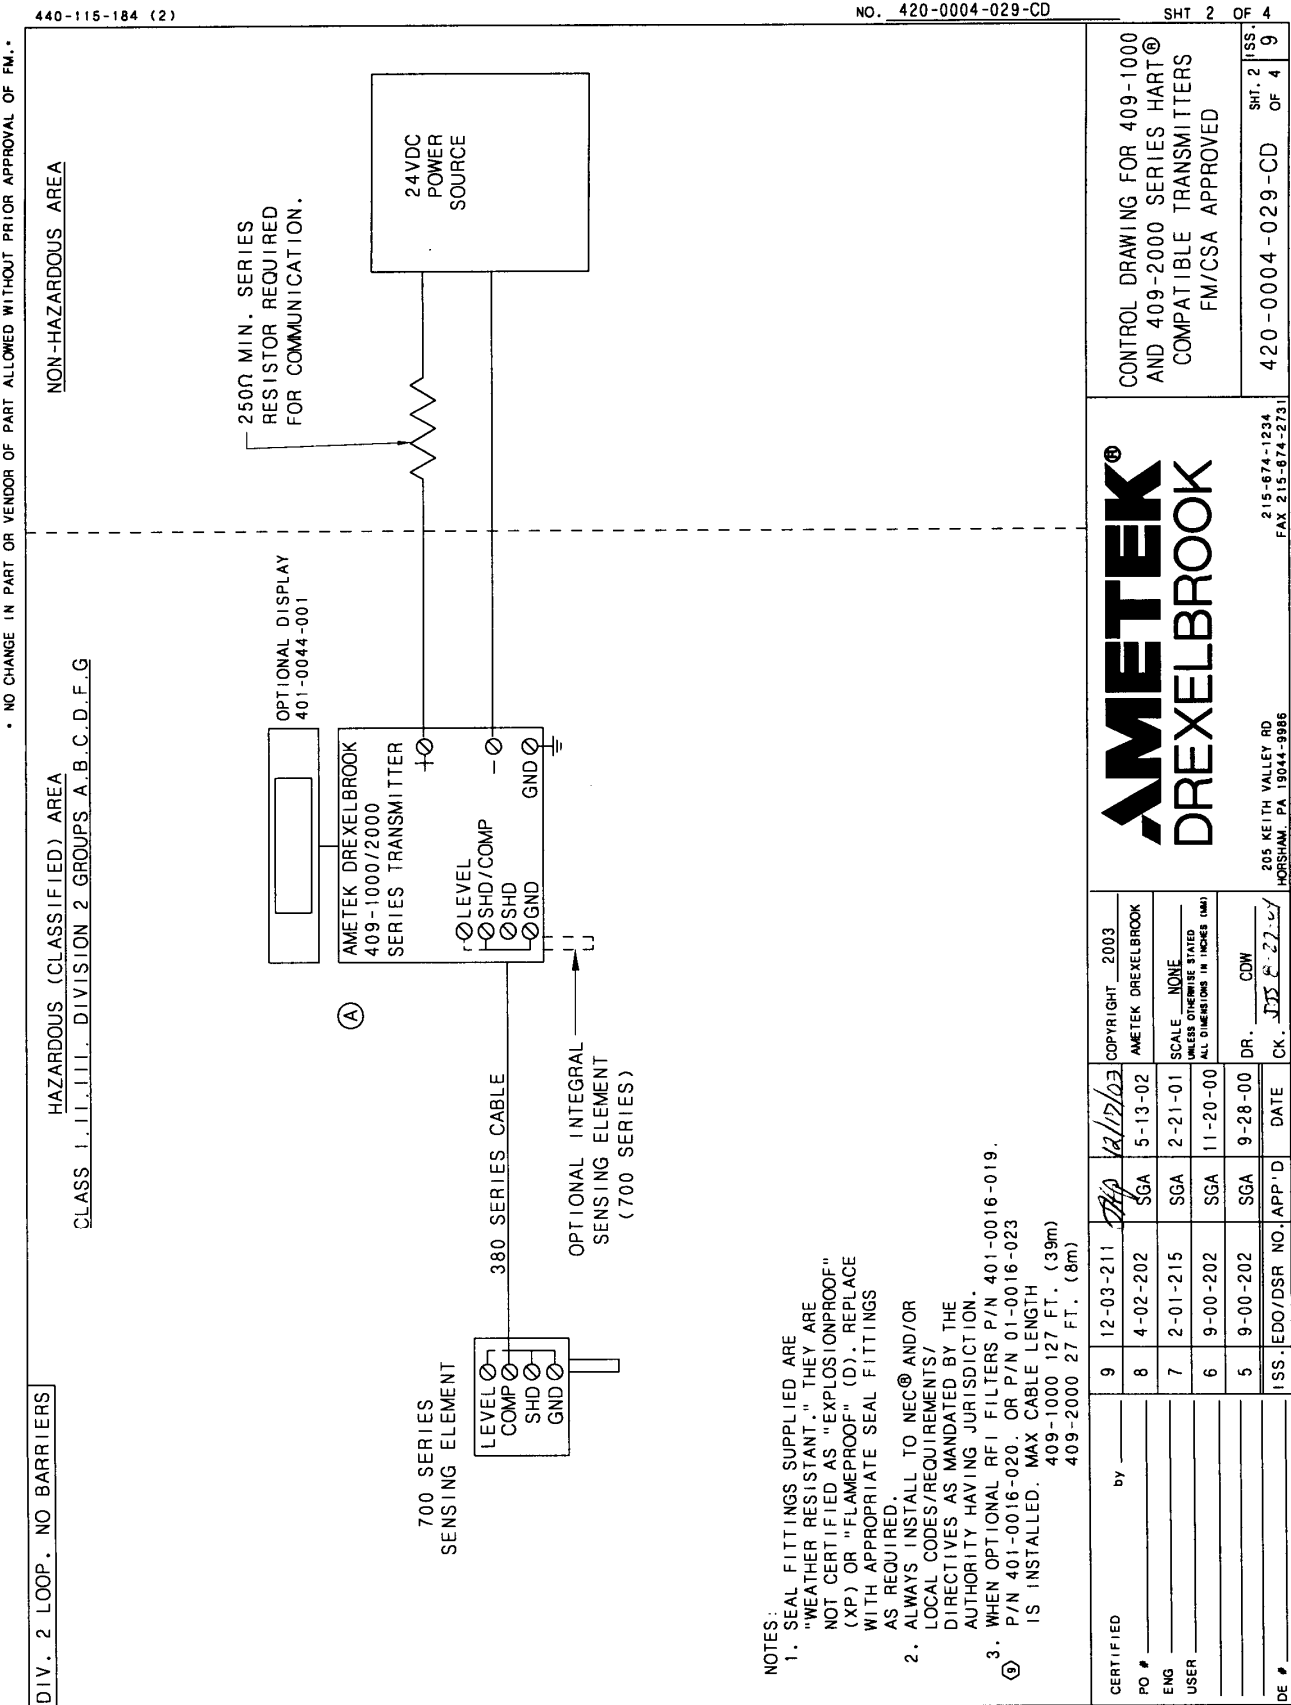 440-115-184 (2)
NO. 420-0004-029-CD
SHT 2 OF 4
• NO CHANGE IN PART OR VENDOR OF PART ALLOWED WITHOUT PRIOR APPROVAL OF FM.•
DIV. 2 LOOP. NO BARRIERS
HAZARDOUS (CLASSIFIED) AREA
CLASS I.II.III. DIVISION 2 GROUPS A.B.C.D.F.G
NON-HAZARDOUS AREA
250Ω MIN. SERIES
RESISTOR REQUIRED
FOR COMMUNICATION.
24VDC
POWER
SOURCE
OPTIONAL DISPLAY
401-0044-001
AMETEK DREXELBROOK
409-1000/2000
SERIES TRANSMITTER
+
−
GND
LEVEL
SHD/COMP
SHD
GND
A
380 SERIES CABLE
OPTIONAL INTEGRAL
SENSING ELEMENT
(700 SERIES)
700 SERIES
SENSING ELEMENT
LEVEL
COMP
SHD
GND
NOTES:
1. SEAL FITTINGS SUPPLIED ARE
"WEATHER RESISTANT." THEY ARE
NOT CERTIFIED AS "EXPLOSIONPROOF"
(XP) OR "FLAMEPROOF" (D). REPLACE
WITH APPROPRIATE SEAL FITTINGS
AS REQUIRED.
2. ALWAYS INSTALL TO NEC® AND/OR
LOCAL CODES/REQUIREMENTS/
DIRECTIVES AS MANDATED BY THE
AUTHORITY HAVING JURISDICTION.
3. WHEN OPTIONAL RFI FILTERS P/N 401-0016-019.
9 P/N 401-0016-020. OR P/N 01-0016-023
IS INSTALLED. MAX CABLE LENGTH
409-1000 127 FT. (39m)
409-2000 27 FT. (8m)
CERTIFIED by
PO #
ENG
USER
DE #
9 12-03-211 12/17/03
8 4-02-202 SGA 5-13-02
7 2-01-215 SGA 2-21-01
6 9-00-202 SGA 11-20-00
5 9-00-202 SGA 9-28-00
ISS. EDO/DSR NO. APP'D DATE
COPYRIGHT 2003
AMETEK DREXELBROOK
SCALE NONE
UNLESS OTHERWISE STATED
ALL DIMENSIONS IN INCHES (MM)
DR. CDW
CK.
AMETEK®
DREXELBROOK
205 KEITH VALLEY RD
HORSHAM. PA 19044-9986
215-674-1234
FAX 215-674-2731
CONTROL DRAWING FOR 409-1000
AND 409-2000 SERIES HART®
COMPATIBLE TRANSMITTERS
FM/CSA APPROVED
420-0004-029-CD
SHT. 2
OF 4
ISS.
9